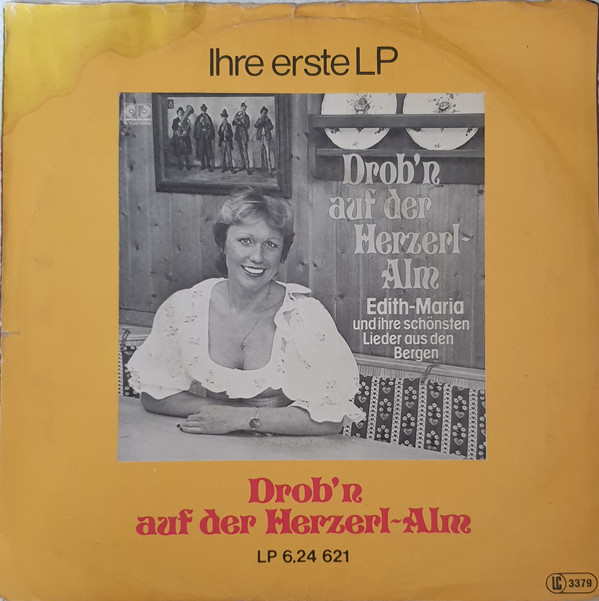 Ihre erste LP
Drob'n
auf der
Herzerl-
Alm
Edith-Maria
und ihre schönsten
Lieder aus den
Bergen
Drob'n
auf der Herzerl-Alm
LP 6.24 621
LC 3379